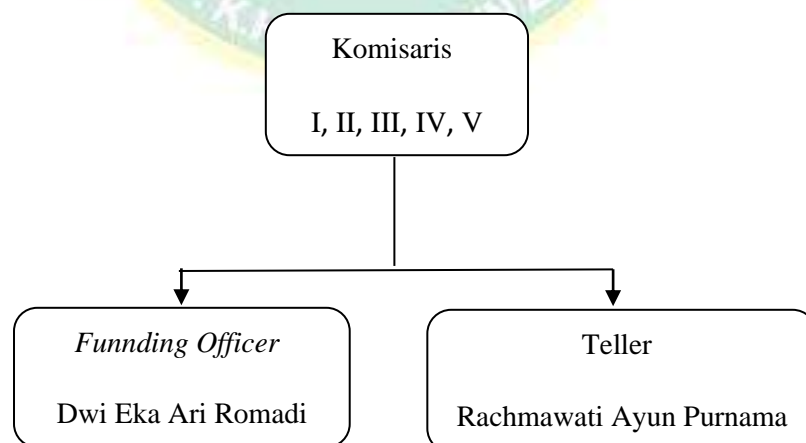 Komisaris
I, II, III, IV, V
Funnding Officer
Dwi Eka Ari Romadi
Teller
Rachmawati Ayun Purnama